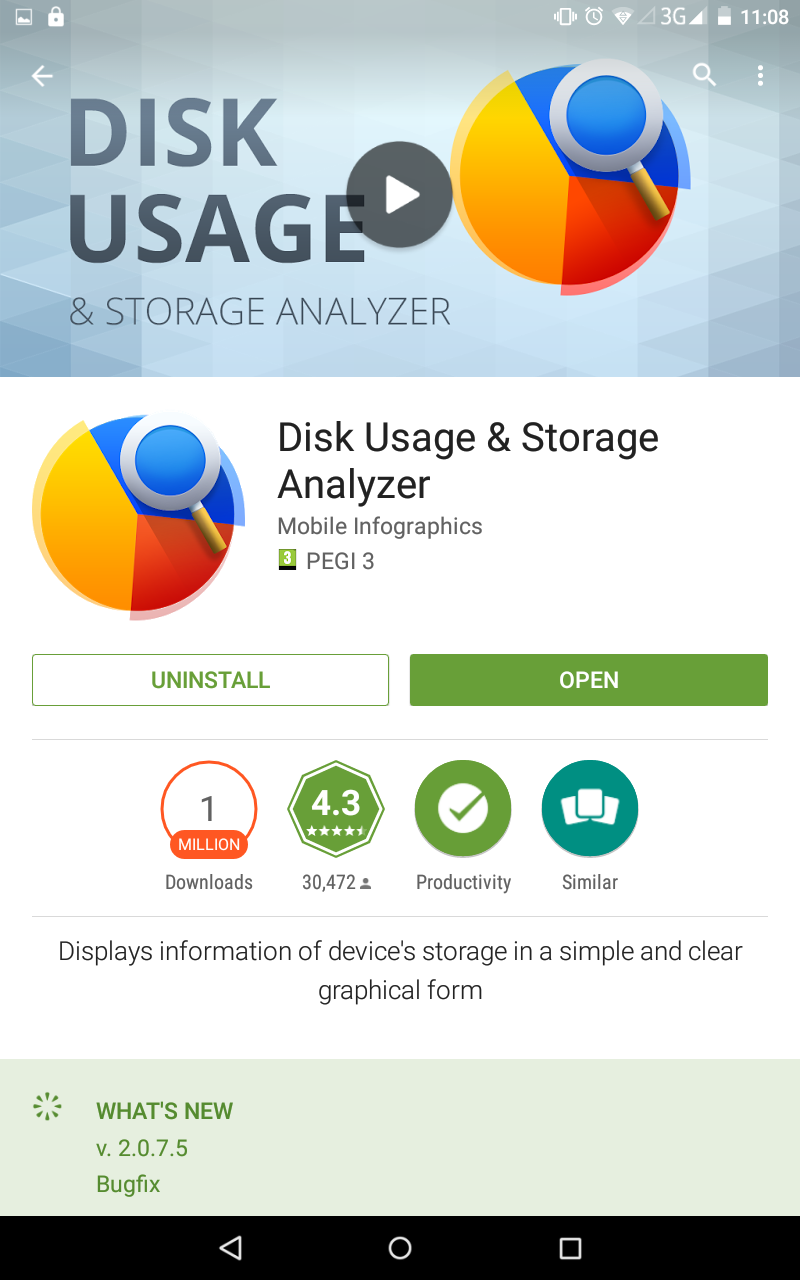 3G 11:08
DISK
USAGE
& STORAGE ANALYZER
Disk Usage & Storage
Analyzer
Mobile Infographics
3 PEGI 3
UNINSTALL OPEN
1 4.3
MILLION
Downloads 30,472 Productivity Similar
Displays information of device's storage in a simple and clear
graphical form
WHAT'S NEW
v. 2.0.7.5
Bugfix